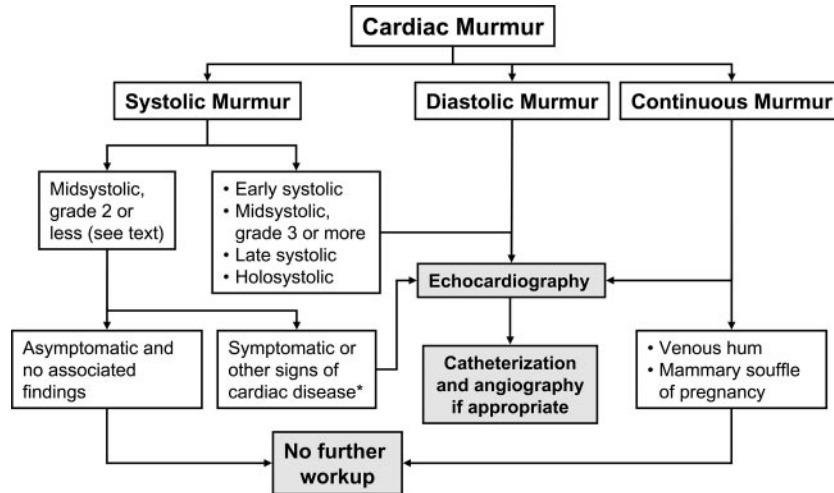 Cardiac Murmur
Systolic Murmur
Diastolic Murmur
Continuous Murmur
Midsystolic,
grade 2 or
less (see text)
• Early systolic
• Midsystolic,
grade 3 or more
• Late systolic
• Holosystolic
Echocardiography
Asymptomatic and
no associated
findings
Symptomatic or
other signs of
cardiac disease*
Catheterization
and angiography
if appropriate
• Venous hum
• Mammary souffle
of pregnancy
No further
workup